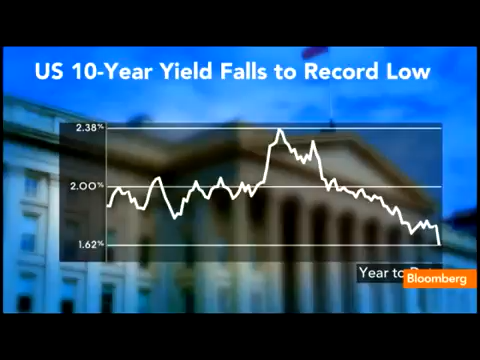 US 10-Year Yield Falls to Record Low
2.38%
2.00%
1.62%
Year to
Bloomberg